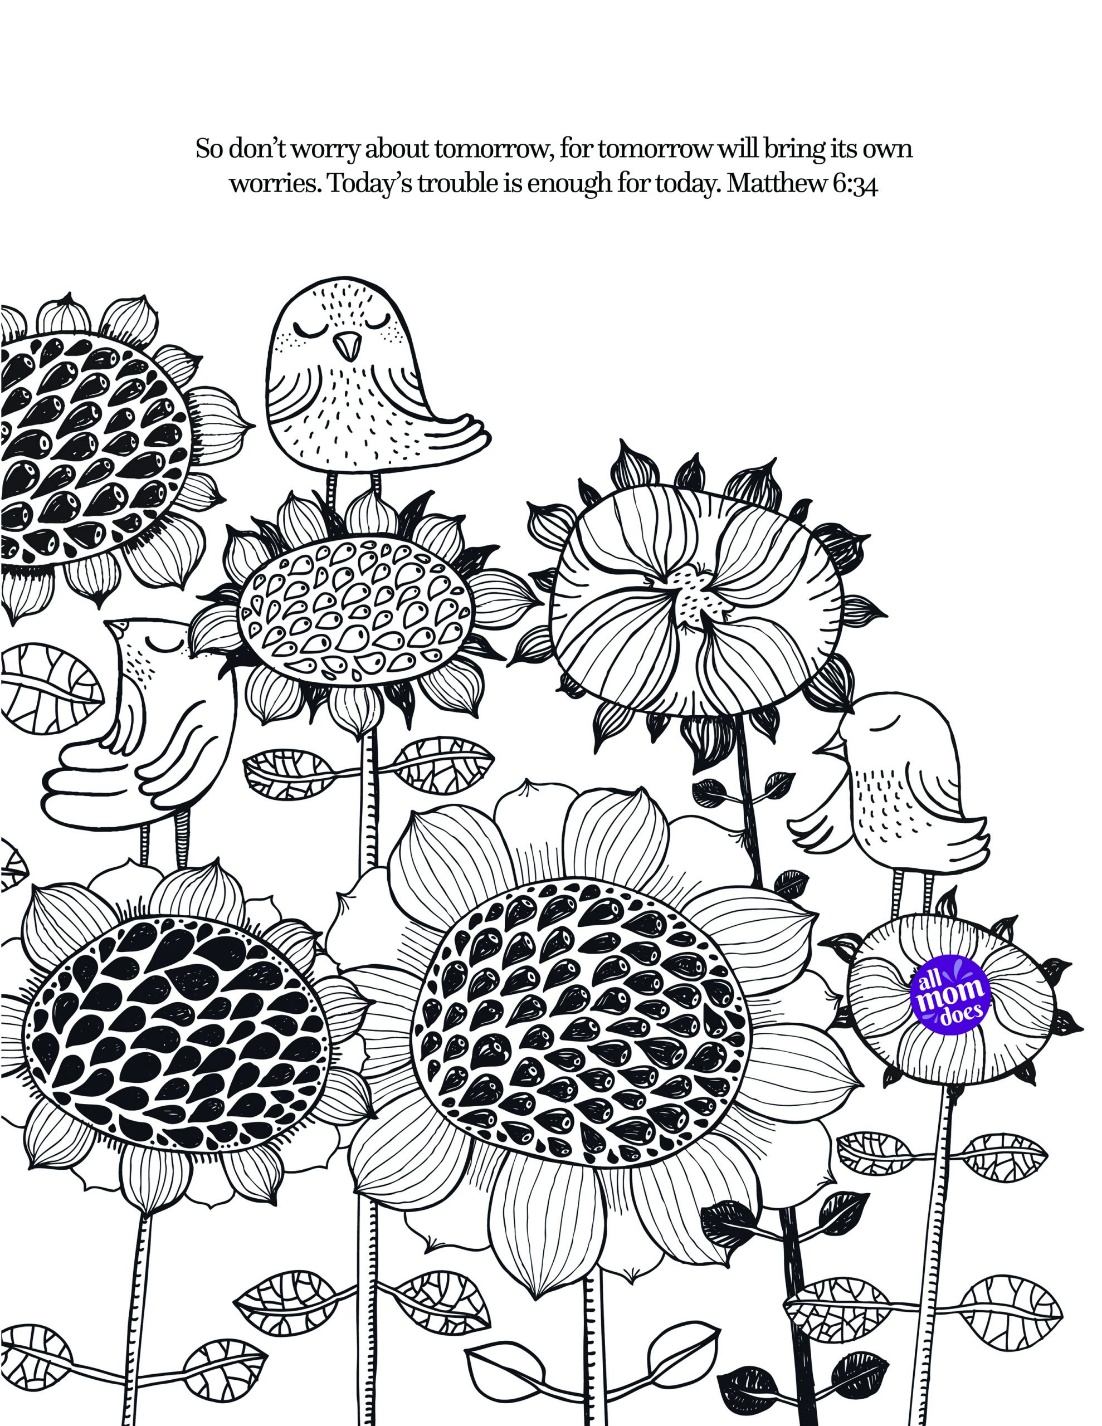 So don’t worry about tomorrow, for tomorrow will bring its own
worries. Today’s trouble is enough for today. Matthew 6:34
all
mom
does